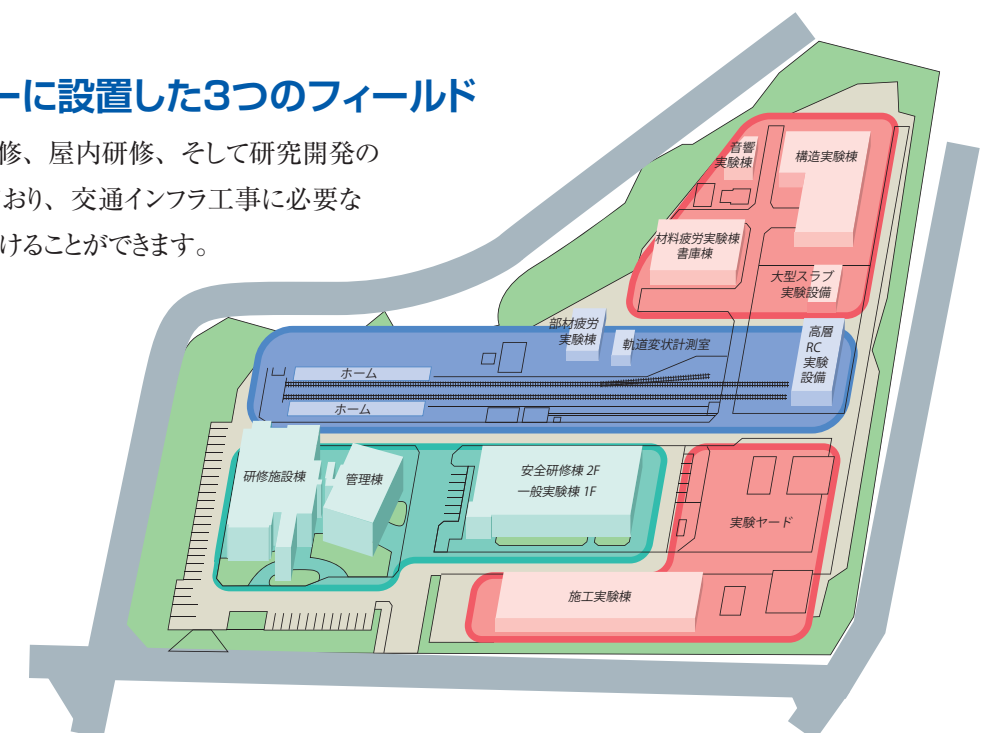 ーに設置した3つのフィールド
修、屋内研修、そして研究開発の
おり、交通インフラ工事に必要な
けることができます。
音響
実験棟
構造実験棟
材料疲労実験棟
書庫棟
大型スラブ
実験設備
部材疲労
実験棟
軌道変状計測室
高層
RC
実験
設備
ホーム
ホーム
研修施設棟
管理棟
安全研修棟 2F
一般実験棟 1F
実験ヤード
施工実験棟